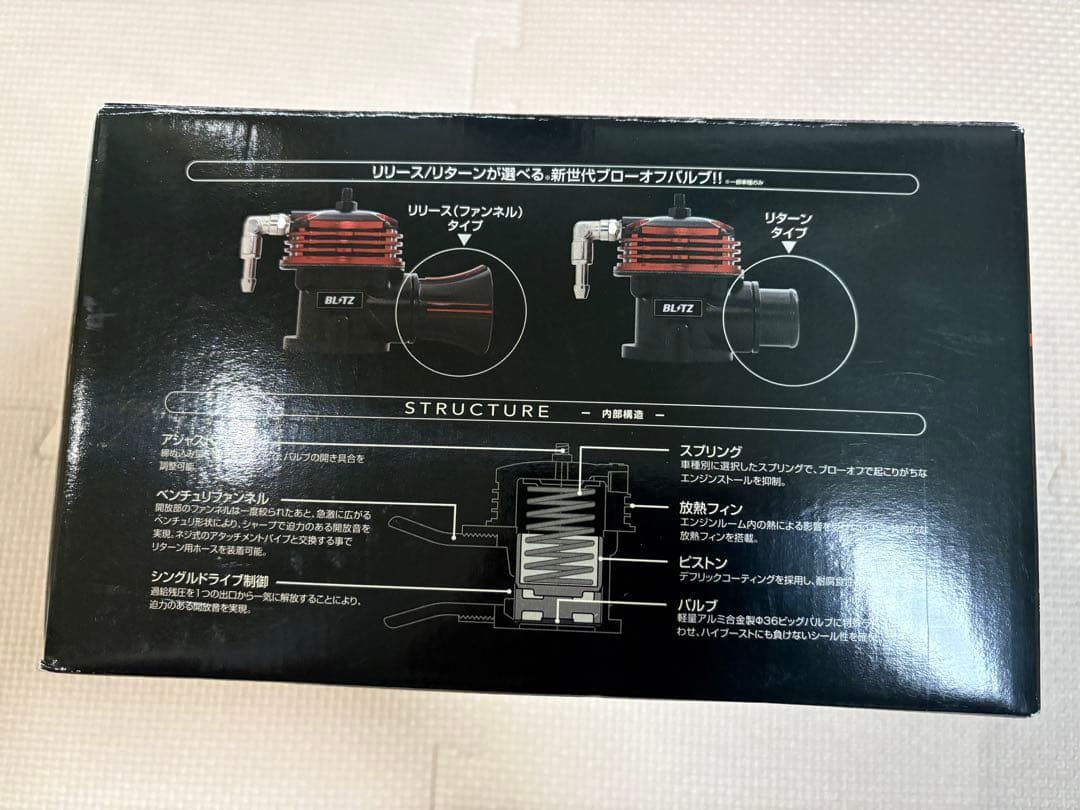 リリース/リターンが選べる※新世代ブローオフバルブ!! ※一部車種のみ
リリース(ファンネル)
タイプ
リターン
タイプ
BLITZ
BLITZ
STRUCTURE － 内部構造 －
アジャスト
バルブの開き具合を
調整可能。
ベンチュリファンネル
開放部のファンネルは一度絞られたあと、急激に広がる
ベンチュリ形状により、シャープで迫力のある開放音を
実現。ネジ式のアタッチメントパイプと交換する事で
リターン用ホースを装着可能。
シングルドライブ制御
過給残圧を1つの出口から一気に解放することにより、
迫力のある開放音を実現。
スプリング
車種別に選択したスプリングで、ブローオフで起こりがちな
エンジンストールを抑制。
放熱フィン
エンジンルーム内の熱による影響を
放熱フィンを搭載。
ピストン
デフリックコーティングを採用し、耐腐食性
バルブ
軽量アルミ合金製Φ36ビッグバルブに
わせ、ハイブーストにも負けないシール性を確保